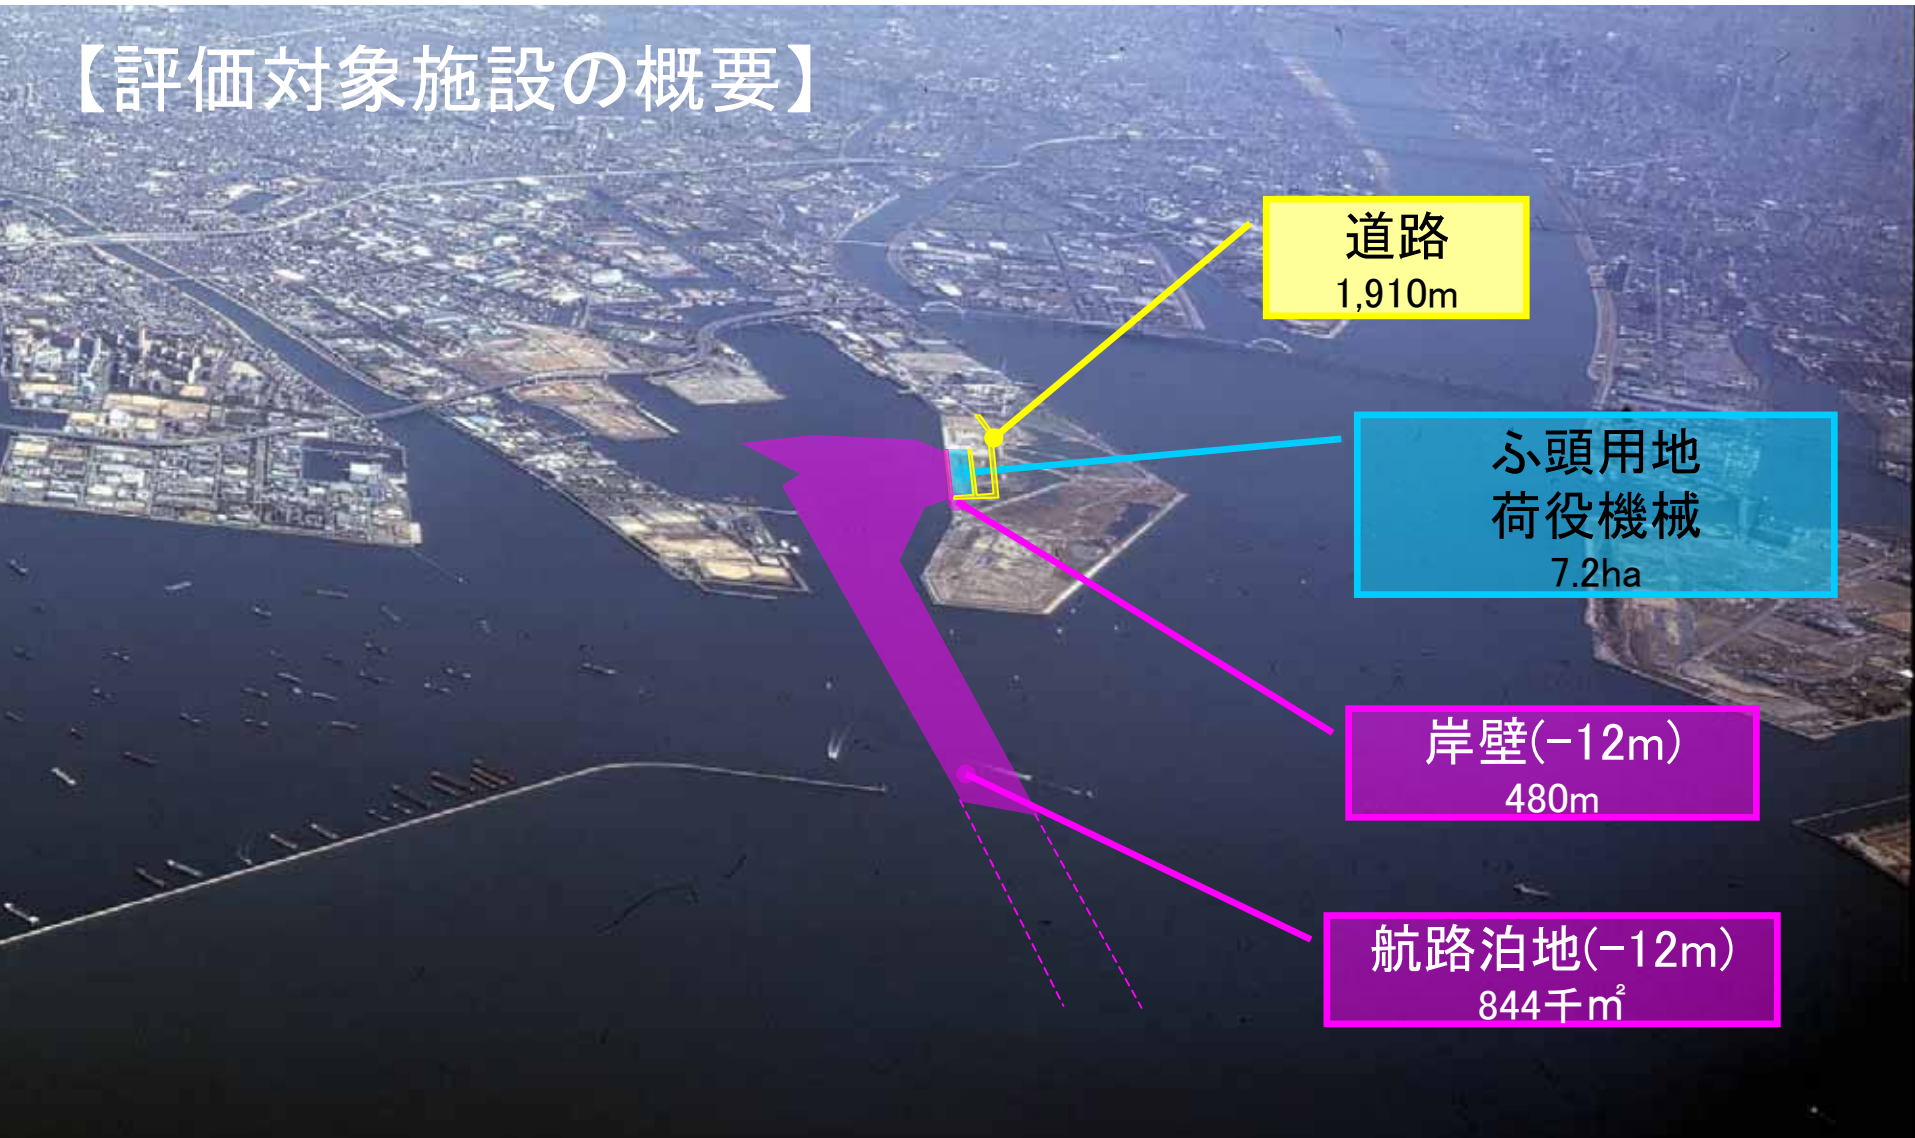 【評価対象施設の概要】
道路
1,910m
ふ頭用地
荷役機械
7.2ha
岸壁(−12m)
480m
航路泊地(−12m)
844千㎡